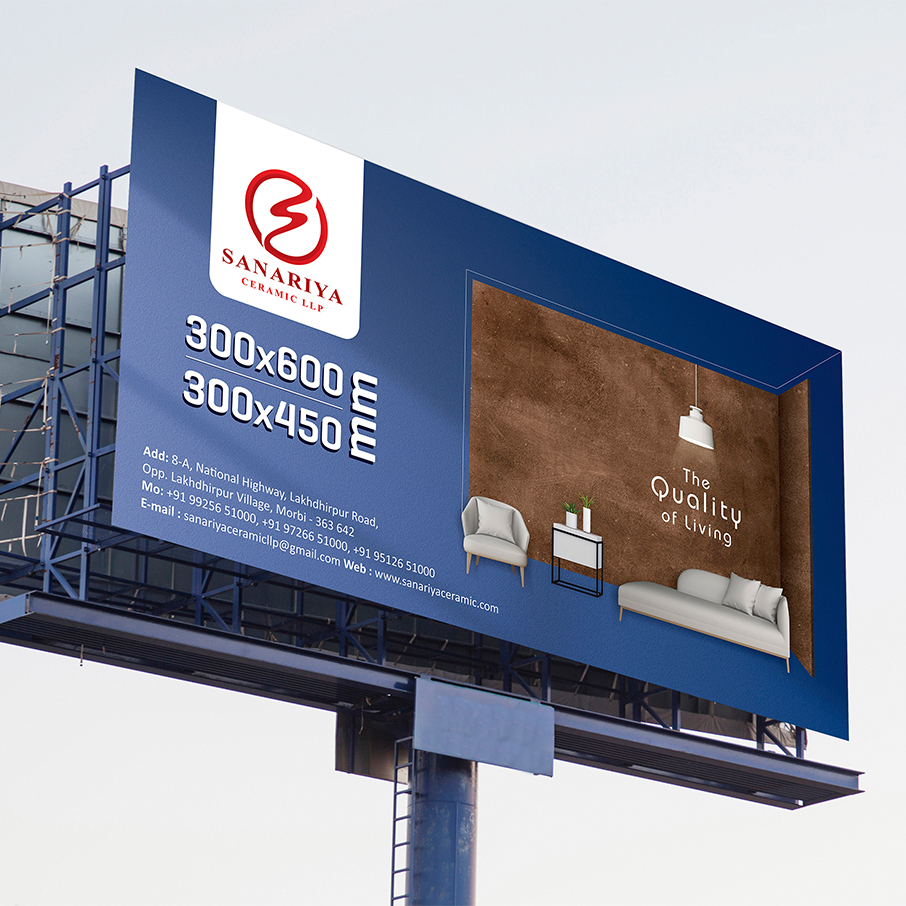 SANARIYA
CERAMIC LLP
300x600
300x450
mm
Add: 8-A, National Highway, Lakhdhirpur Road,
Opp. Lakhdhirpur Village, Morbi - 363 642
Mo: +91 99256 51000, +91 97266 51000, +91 95126 51000
E-mail : sanariyaceramicllp@gmail.com Web : www.sanariyaceramic.com
The
Quality
of Living